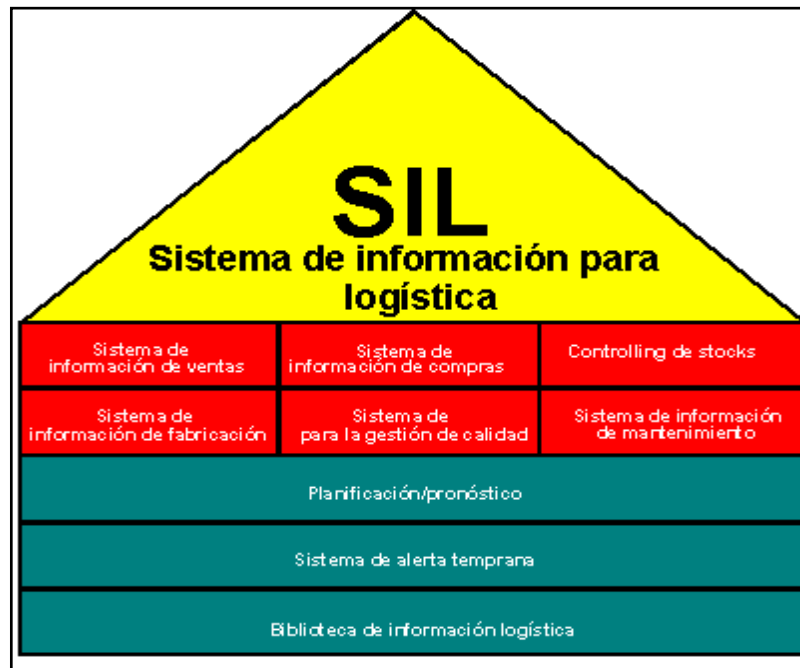 SIL
Sistema de información para
logística
Sistema de
información de ventas
Sistema de
información de compras
Controlling de stocks
Sistema de
información de fabricación
Sistema de
para la gestión de calidad
Sistema de información
de mantenimiento
Planificación/pronóstico
Sistema de alerta temprana
Biblioteca de información logística